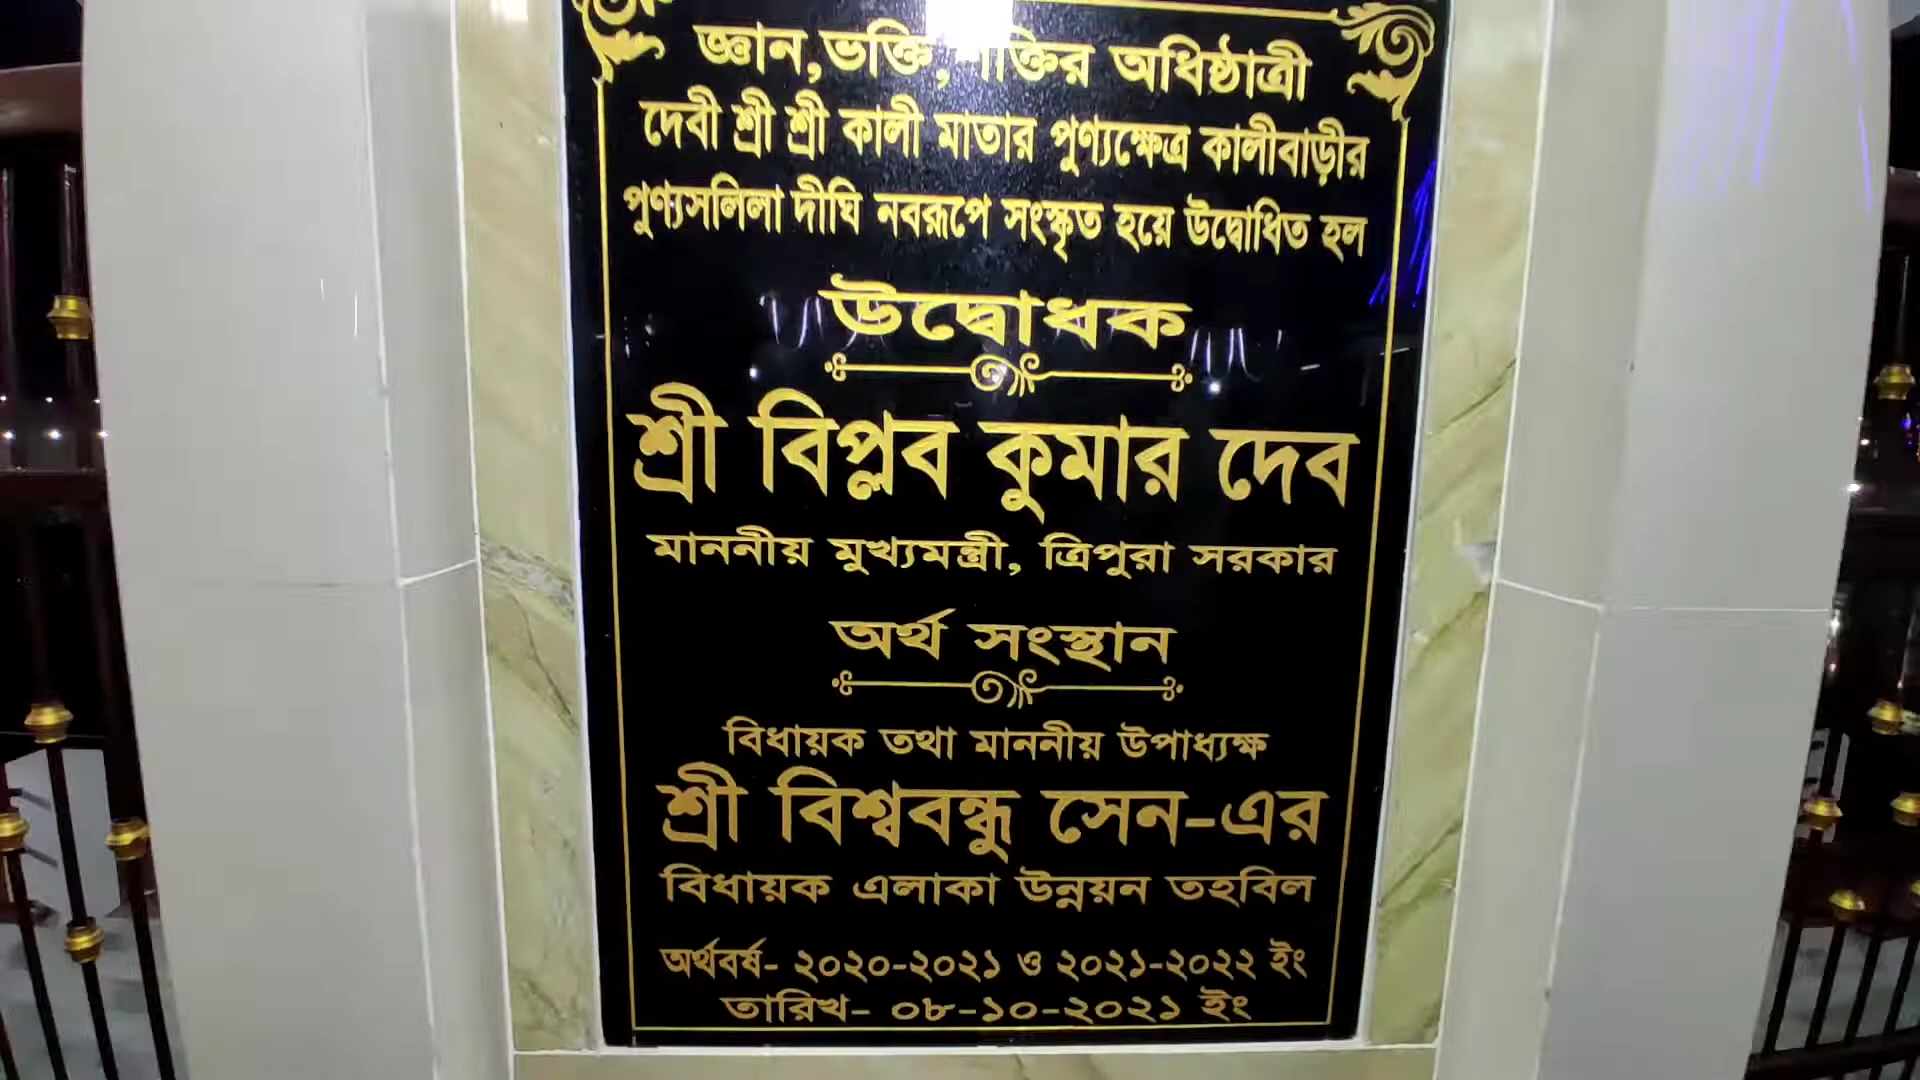 জ্ঞান,ভক্তি, শক্তির অধিষ্ঠাত্রী
দেবী শ্রী শ্রী কালী মাতার পুণ্যক্ষেত্র কালীবাড়ীর
পুণ্যসলিলা দীঘি নবরূপে সংস্কৃত হয়ে উদ্বোধিত হল
উদ্বোধক
শ্রী বিপ্লব কুমার দেব
মাননীয় মুখ্যমন্ত্রী, ত্রিপুরা সরকার
অর্থ সংস্থান
বিধায়ক তথা মাননীয় উপাধ্যক্ষ
শ্রী বিশ্ববন্ধু সেন-এর
বিধায়ক এলাকা উন্নয়ন তহবিল
অর্থবর্ষ- ২০২০-২০২১ ও ২০২১-২০২২ ইং
তারিখ- ০৮-১০-২০২১ ইং